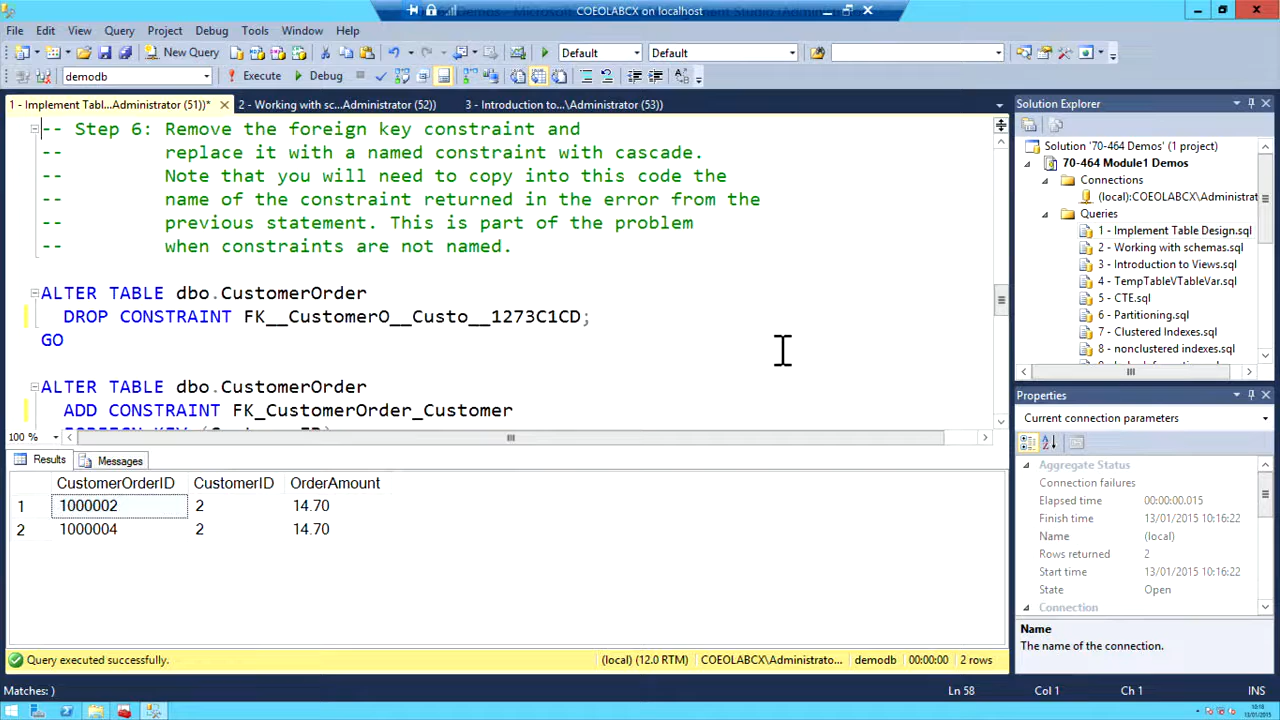 COEOLABCX on localhost
File Edit View Query Project Debug Tools Window Help
New Query Default Default
demodb Execute Debug
1 - Implement Tabl...Administrator (51))* 2 - Working with sc...Administrator (52)) 3 - Introduction to...\Administrator (53))
-- Step 6: Remove the foreign key constraint and
-- replace it with a named constraint with cascade.
-- Note that you will need to copy into this code the
-- name of the constraint returned in the error from the
-- previous statement. This is part of the problem
-- when constraints are not named.
ALTER TABLE dbo.CustomerOrder
DROP CONSTRAINT FK__CustomerO__Custo__1273C1CD;
GO
ALTER TABLE dbo.CustomerOrder
ADD CONSTRAINT FK_CustomerOrder_Customer
100 %
Results Messages
CustomerOrderID CustomerID OrderAmount
1 1000002 2 14.70
2 1000004 2 14.70
Query executed successfully. (local) (12.0 RTM) COEOLABCX\Administrato... demodb 00:00:00 2 rows
Matches: ) Ln 58 Col 1 Ch 1 INS
Solution Explorer
Solution '70-464 Demos' (1 project)
70-464 Module1 Demos
Connections
(local):COEOLABCX\Administrat
Queries
1 - Implement Table Design.sql
2 - Working with schemas.sql
3 - Introduction to Views.sql
4 - TempTableVTableVar.sql
5 - CTE.sql
6 - Partitioning.sql
7 - Clustered Indexes.sql
8 - nonclustered indexes.sql
Properties
Current connection parameters
Aggregate Status
Connection failures
Elapsed time 00:00:00.015
Finish time 13/01/2015 10:16:22
Name (local)
Rows returned 2
Start time 13/01/2015 10:16:22
State Open
Connection
Name
The name of the connection.
10:18
13/01/2015